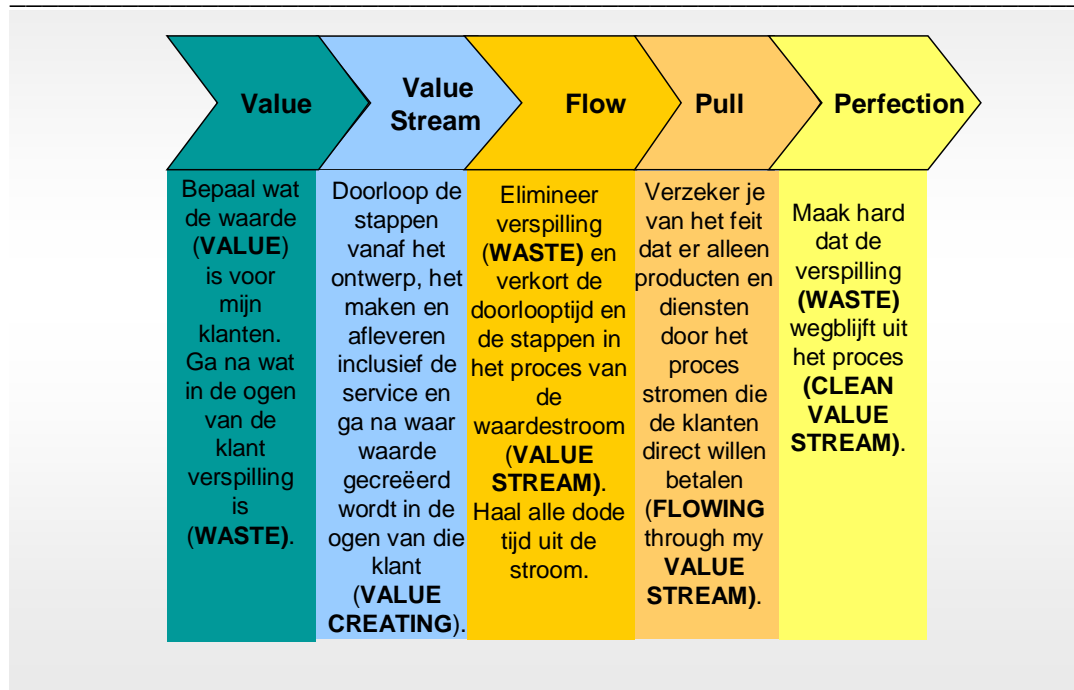 Value
Value
Stream
Flow
Pull
Perfection
Bepaal wat
de waarde
(VALUE)
is voor
mijn
klanten.
Ga na wat
in de ogen
van de
klant
verspilling
is
(WASTE).
Doorloop de
stappen
vanaf het
ontwerp, het
maken en
afleveren
inclusief de
service en
ga na waar
waarde
gecreëerd
wordt in de
ogen van die
klant
(VALUE
CREATING).
Elimineer
verspilling
(WASTE) en
verkort de
doorlooptijd en
de stappen in
het proces van
de
waardestroom
(VALUE
STREAM).
Haal alle dode
tijd uit de
stroom.
Verzeker je
van het feit
dat er alleen
producten en
diensten
door het
proces
stromen die
de klanten
direct willen
betalen
(FLOWING
through my
VALUE
STREAM).
Maak hard
dat de
verspilling
(WASTE)
wegblijft uit
het proces
(CLEAN
VALUE
STREAM).